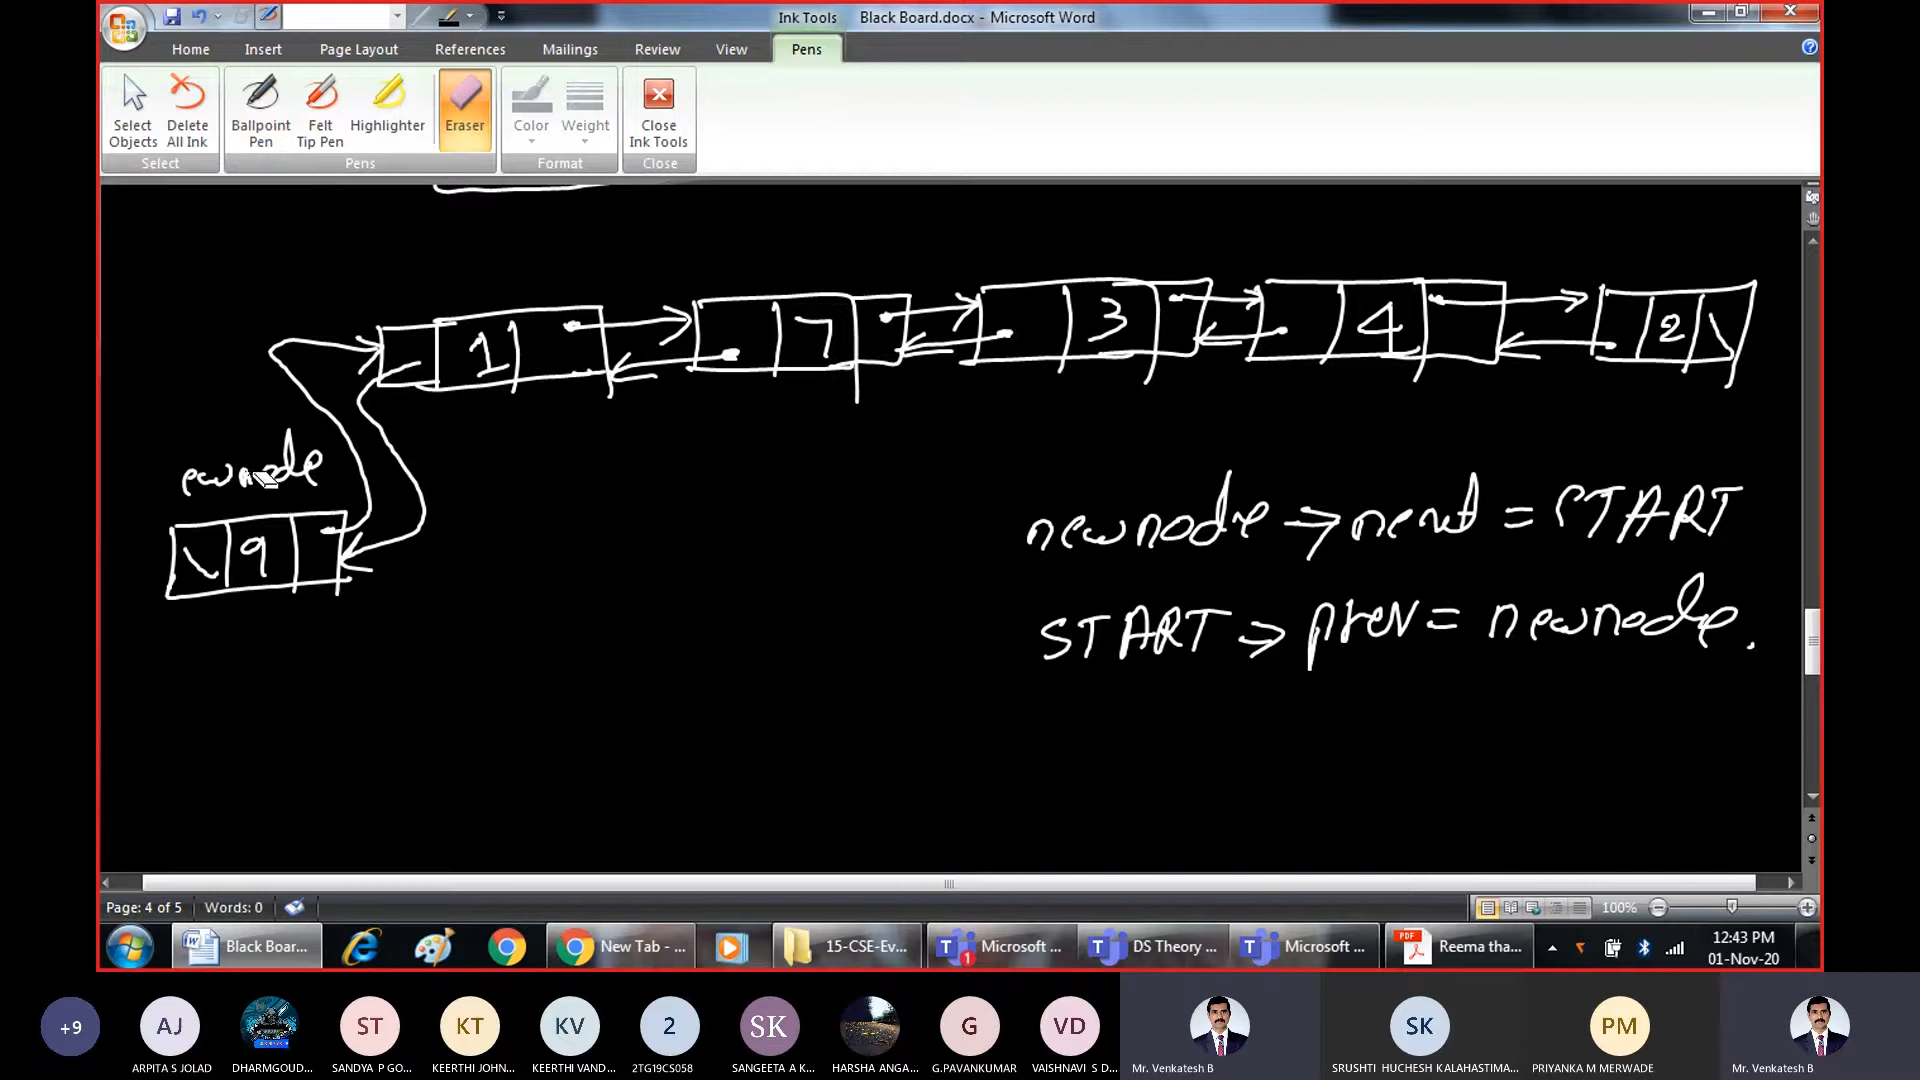 Ink Tools Black Board.docx - Microsoft Word
Home Insert Page Layout References Mailings Review View Pens
Select Objects
Delete All Ink
Ballpoint Pen
Felt Tip Pen
Highlighter
Eraser
Color
Weight
Close Ink Tools
Select Pens Format Close
1 7 3 4 2
ewnode
9
newnode → next = START
START → prev = newnode.
Page: 4 of 5 Words: 0 100%
Black Boar... New Tab - ... 15-CSE-Ev... Microsoft ... DS Theory ... Microsoft ... Reema tha...
12:43 PM
01-Nov-20
+9 AJ ST KT KV 2 SK G VD SK PM
ARPITA S JOLAD DHARMGOUD... SANDYA P GO... KEERTHI JOHN... KEERTHI VAND... 2TG19CS058 SANGEETA A K... HARSHA ANGA... G.PAVANKUMAR VAISHNAVI S D... Mr. Venkatesh B SRUSHTI HUCHESH KALAHASTIMA... PRIYANKA M MERWADE Mr. Venkatesh B